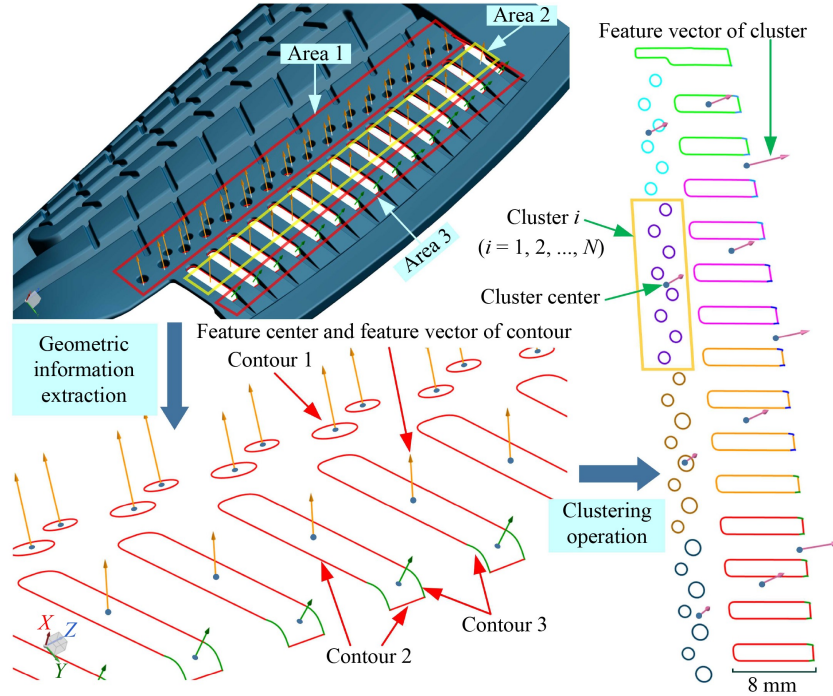 Area 1
Area 2
Area 3
Feature vector of cluster
Cluster i
(i = 1, 2, ..., N)
Cluster center
Geometric
information
extraction
Feature center and feature vector of contour
Contour 1
Clustering
operation
Contour 3
Contour 2
X
Z
Y
8 mm